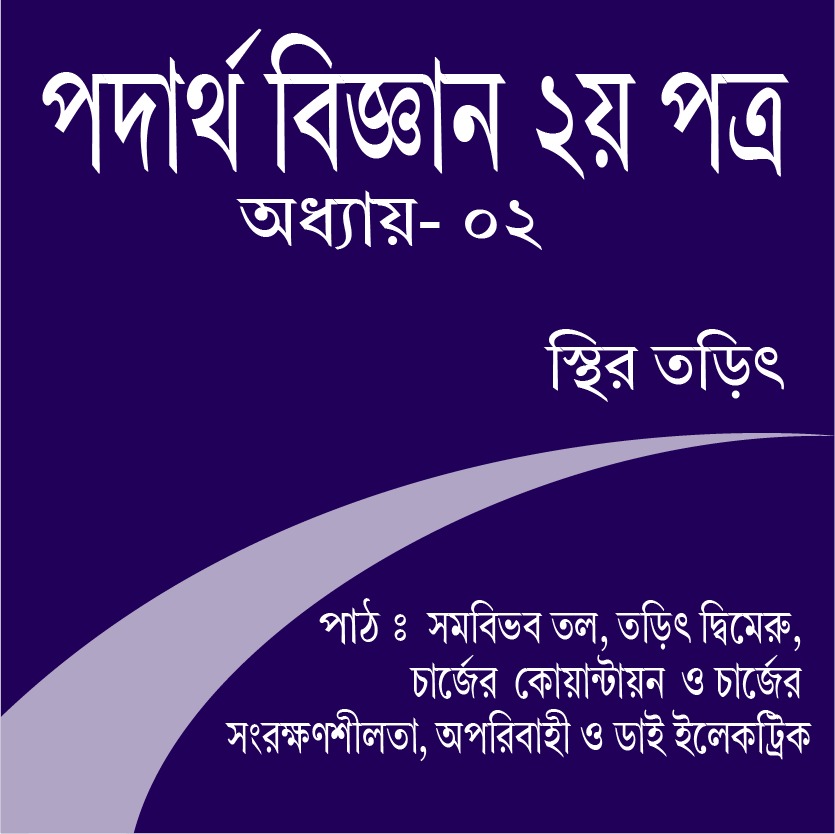 পদার্থ বিজ্ঞান ২য় পত্র
অধ্যায়- ০২
স্থির তড়িৎ
পাঠ ঃ সমবিভব তল, তড়িৎ দ্বিমেরু,
চার্জের কোয়ান্টায়ন ও চার্জের
সংরক্ষণশীলতা, অপরিবাহী ও ডাই ইলেকট্রিক